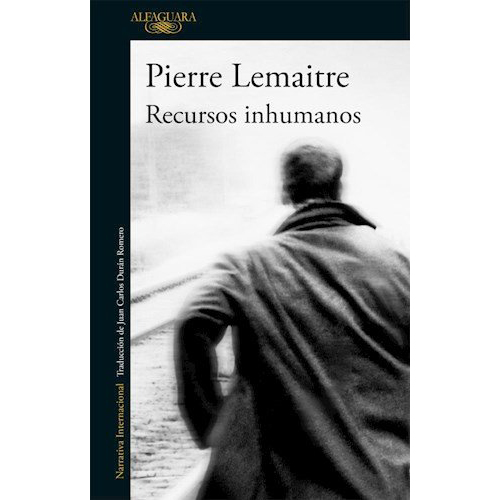 ALFAGUARA
Pierre Lemaitre
Recursos inhumanos
Narrativa Internacional Traducción de Juan Carlos Durán Romero